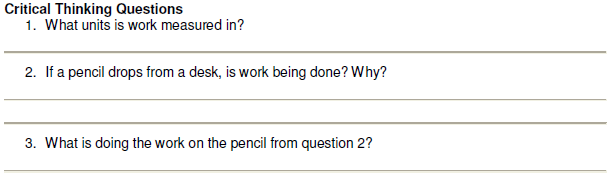 Critical Thinking Questions
1. What units is work measured in?
2. If a pencil drops from a desk, is work being done? Why?
3. What is doing the work on the pencil from question 2?